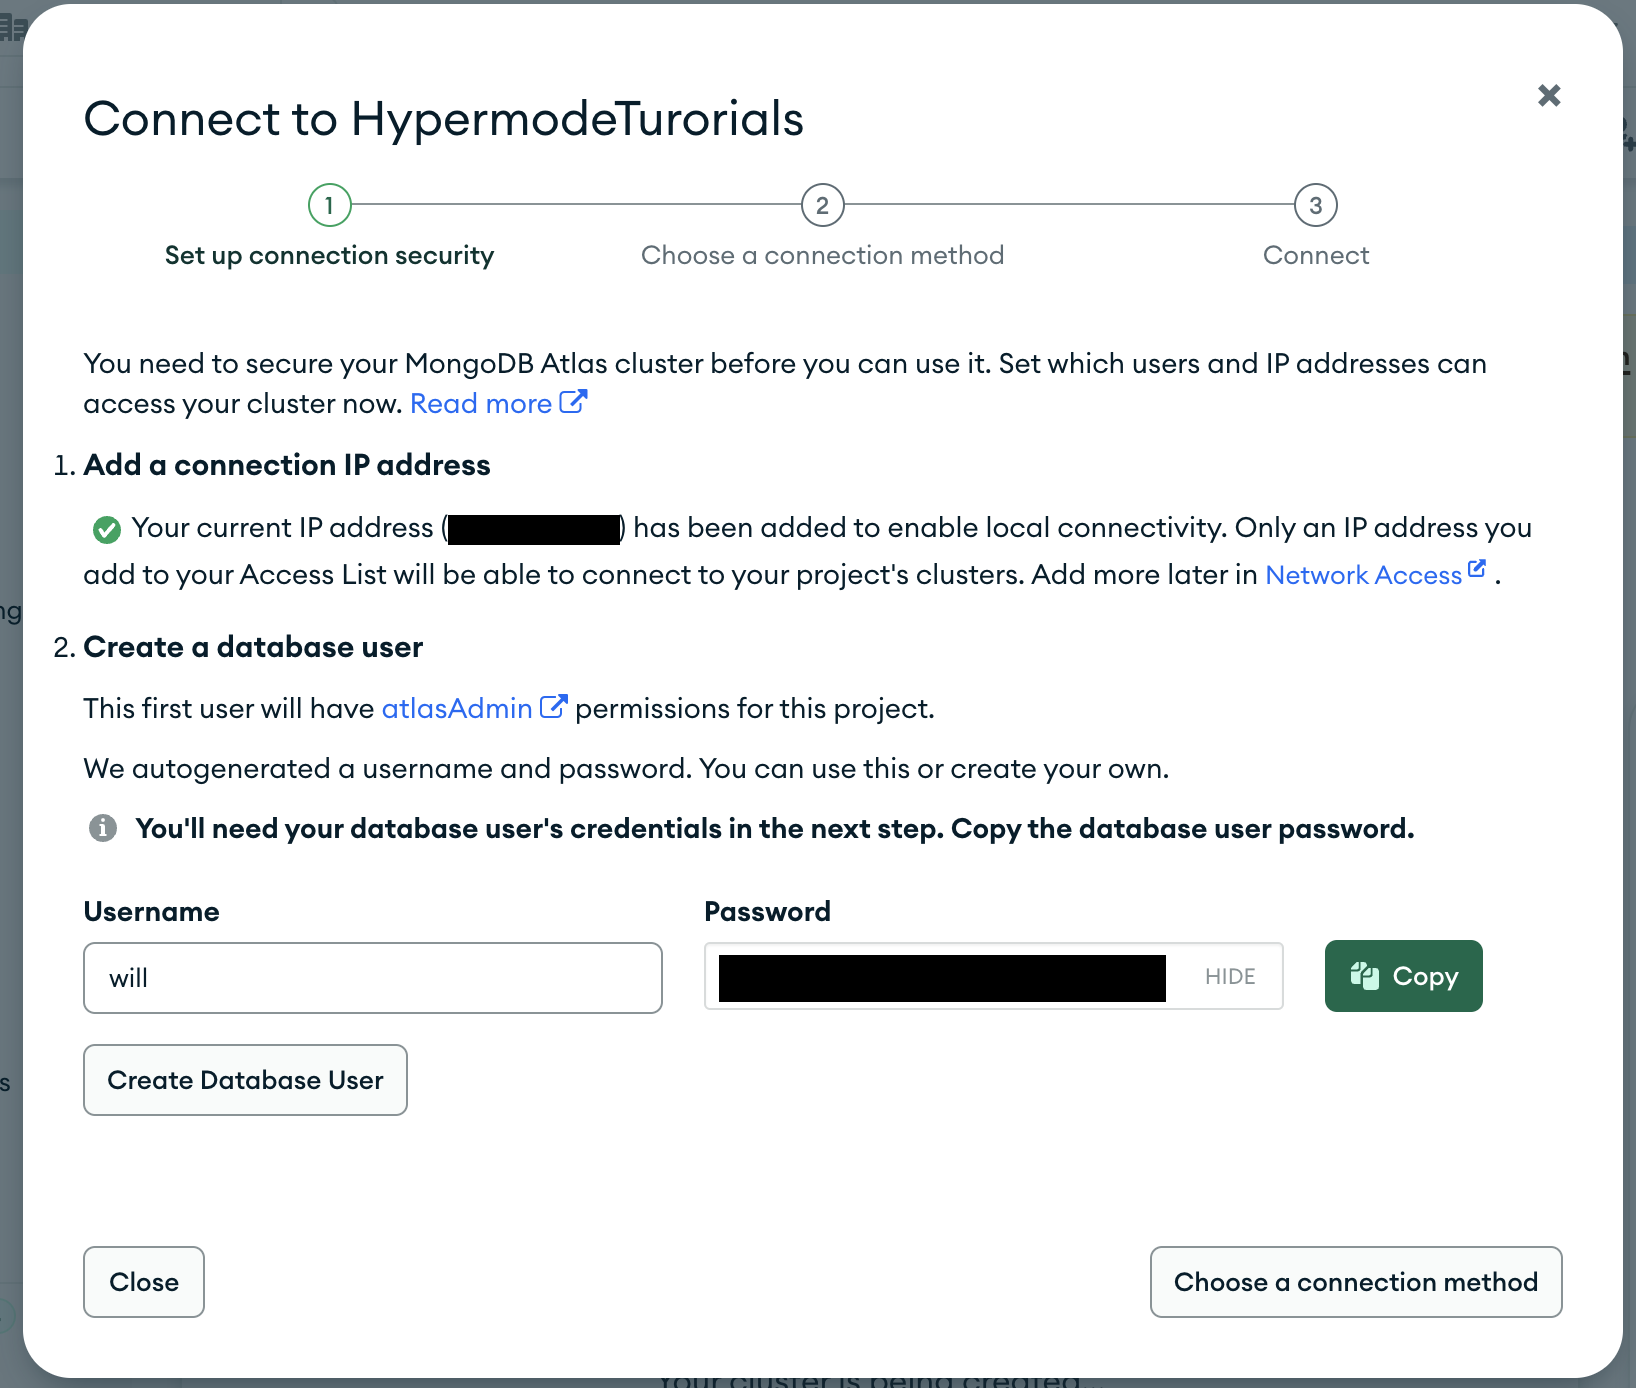 Connect to HypermodeTurorials
1 2 3
Set up connection security Choose a connection method Connect
You need to secure your MongoDB Atlas cluster before you can use it. Set which users and IP addresses can
access your cluster now. Read more
1. Add a connection IP address
Your current IP address ( ) has been added to enable local connectivity. Only an IP address you
add to your Access List will be able to connect to your project's clusters. Add more later in Network Access .
2. Create a database user
This first user will have atlasAdmin permissions for this project.
We autogenerated a username and password. You can use this or create your own.
You'll need your database user's credentials in the next step. Copy the database user password.
Username Password
will HIDE Copy
Create Database User
Close Choose a connection method
Your cluster is being created...